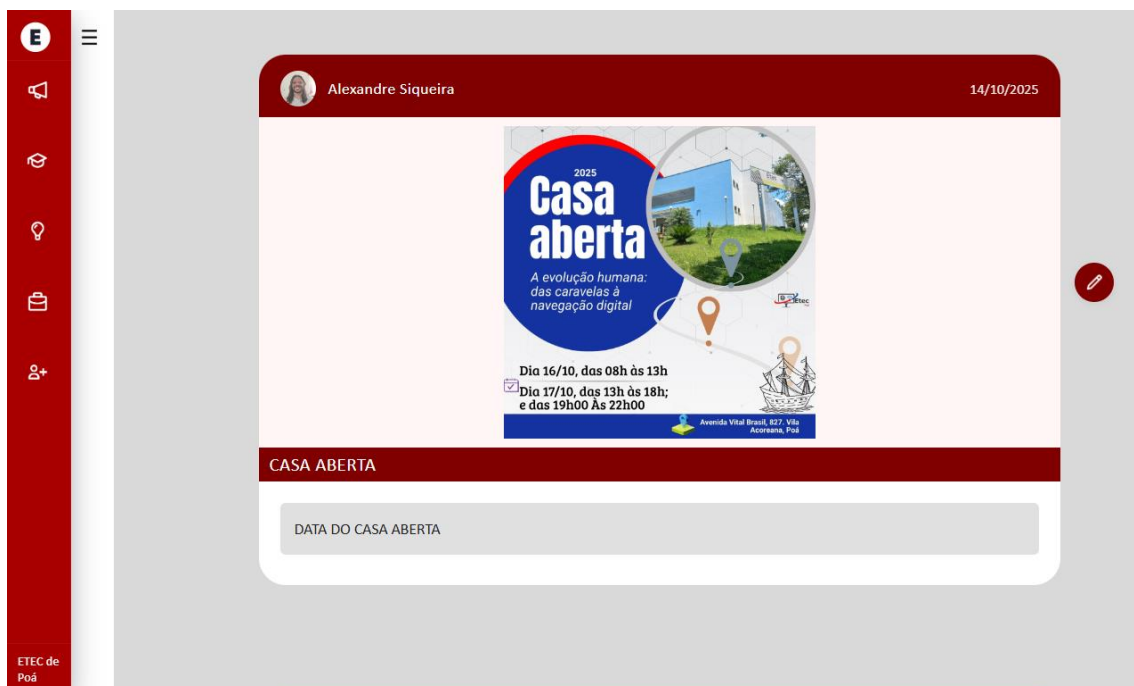 E
Alexandre Siqueira
14/10/2025
2025
Casa
aberta
A evolução humana:
das caravelas à
navegação digital
Etec
Dia 16/10, das 08h às 13h
Dia 17/10, das 13h às 18h;
e das 19h00 Às 22h00
Avenida Vital Brasil, 827. Vila
Acoreana, Poá
CASA ABERTA
DATA DO CASA ABERTA
ETEC de
Poá